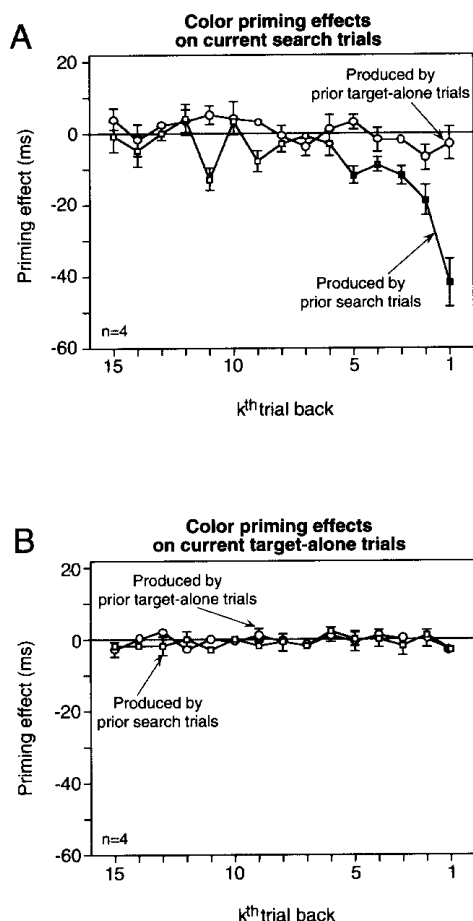 A
Color priming effects
on current search trials
20
0
-20
-40
-60
Priming effect (ms)
Produced by
prior target-alone trials
Produced by
prior search trials
n=4
15
10
5
1
kth trial back
B
Color priming effects
on current target-alone trials
20
0
-20
-40
-60
Priming effect (ms)
Produced by
prior target-alone trials
Produced by
prior search trials
n=4
15
10
5
1
kth trial back